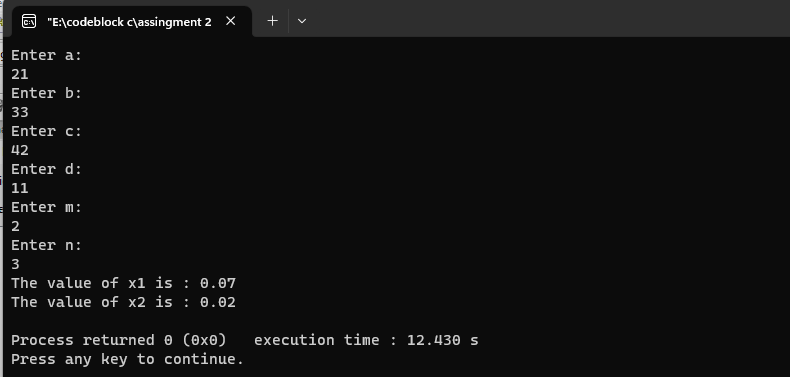 "E:\codeblock c\assingment 2
Enter a:
21
Enter b:
33
Enter c:
42
Enter d:
11
Enter m:
2
Enter n:
3
The value of x1 is : 0.07
The value of x2 is : 0.02
Process returned 0 (0x0)   execution time : 12.430 s
Press any key to continue.